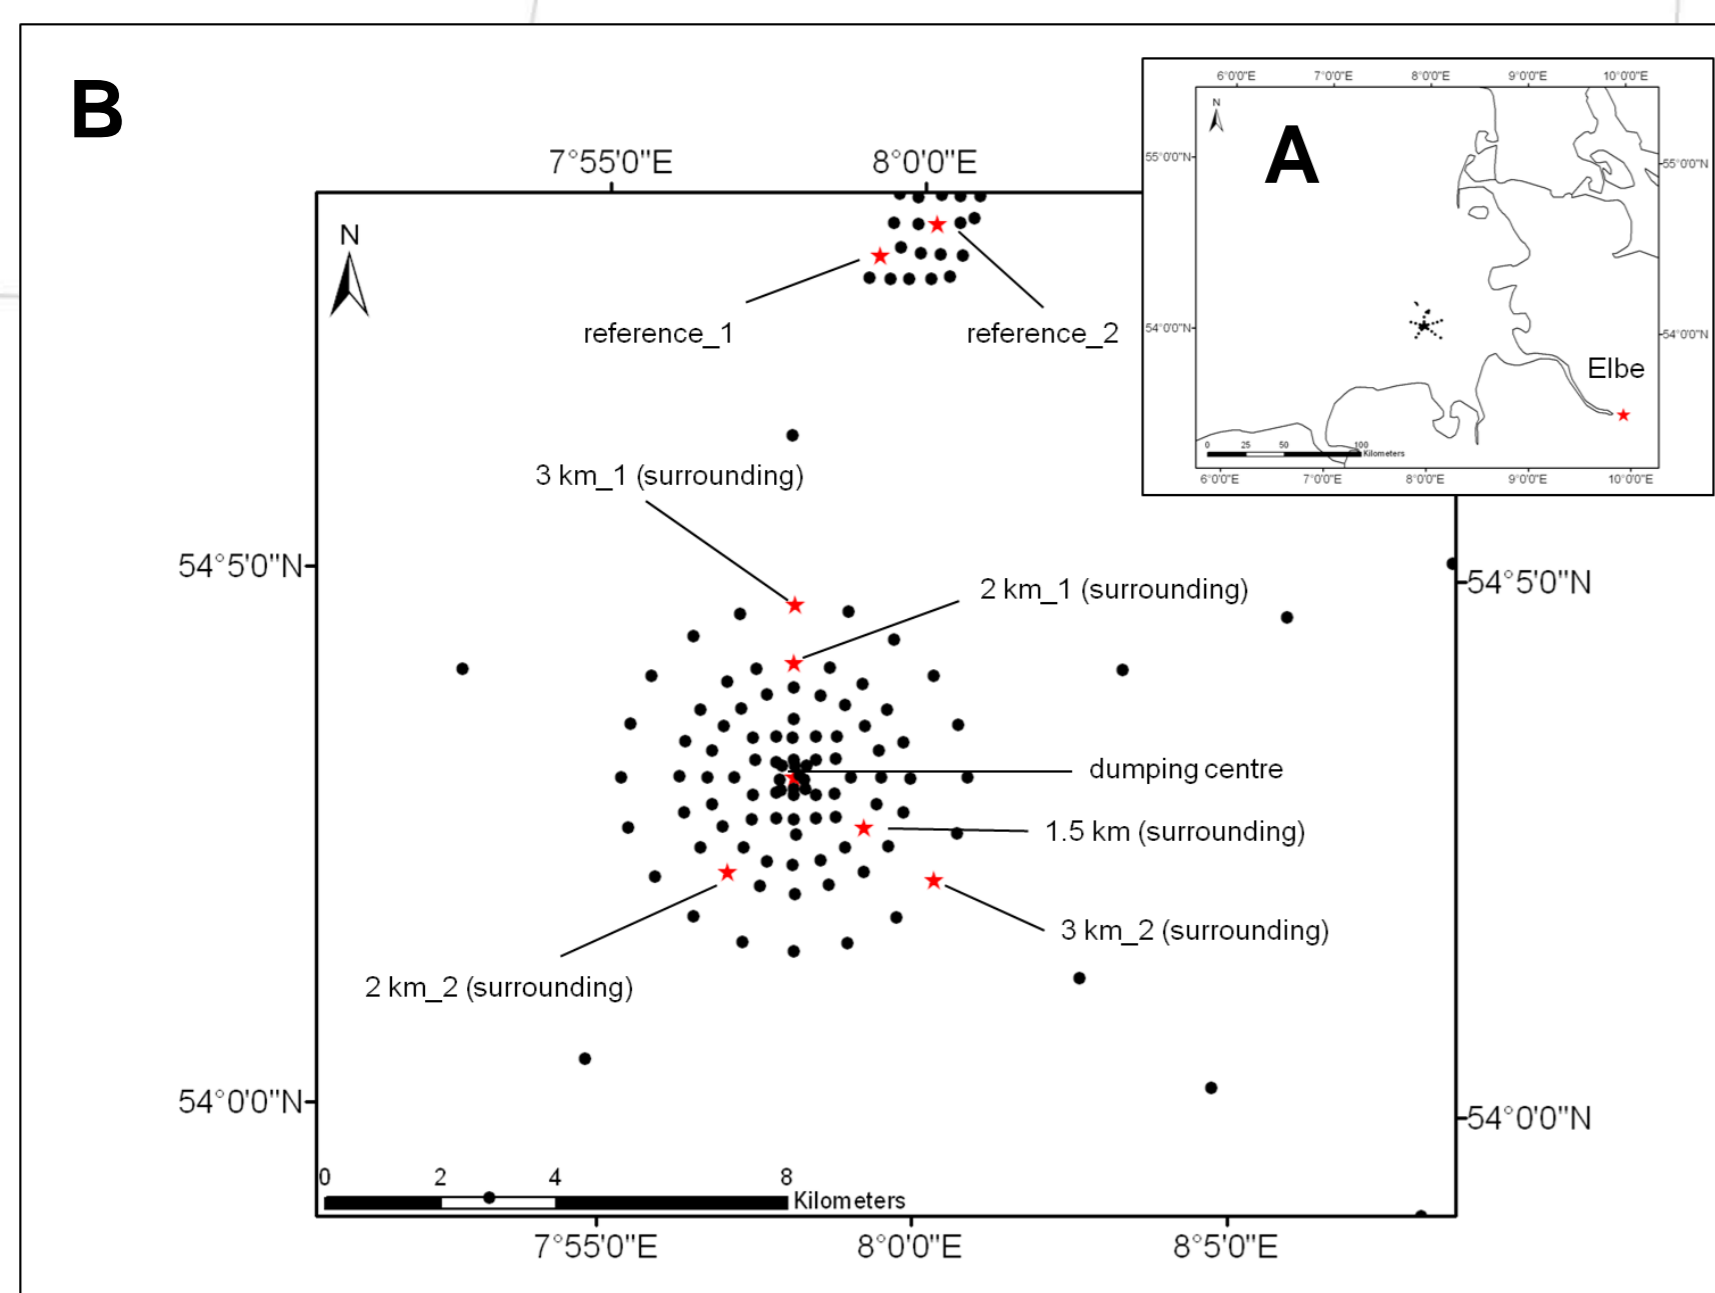 B
7°55'0"E 8°0'0"E
N
reference_1
reference_2
3 km_1 (surrounding)
54°5'0"N
54°5'0"N
2 km_1 (surrounding)
dumping centre
1.5 km (surrounding)
3 km_2 (surrounding)
2 km_2 (surrounding)
54°0'0"N
54°0'0"N
0 2 4 8
Kilometers
7°55'0"E 8°0'0"E 8°5'0"E
6°0'0"E 7°0'0"E 8°0'0"E 9°0'0"E 10°0'0"E
N
A
55°0'0"N
55°0'0"N
54°0'0"N
54°0'0"N
Elbe
0 25 50 100
Kilometers
6°0'0"E 7°0'0"E 8°0'0"E 9°0'0"E 10°0'0"E